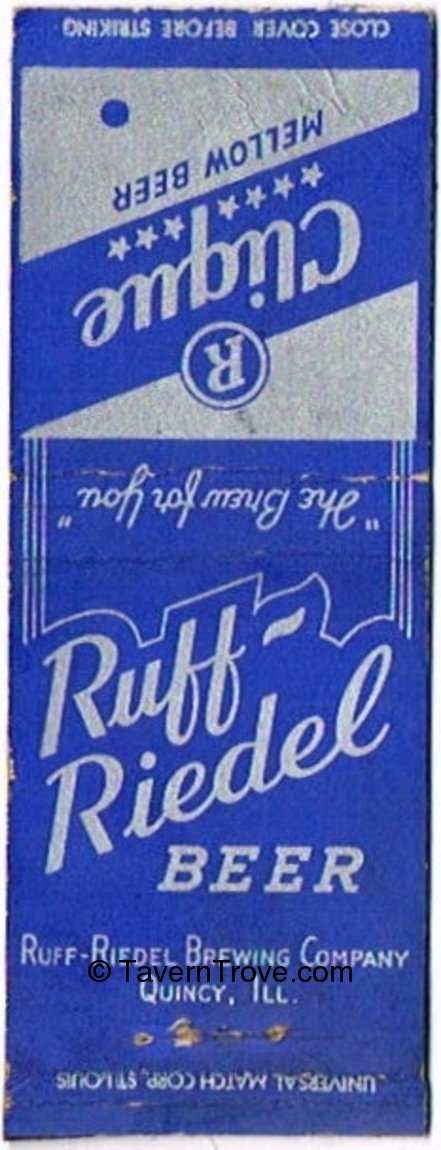 CLOSE COVER BEFORE STRIKING
MELLOW BEER
Clique
R
"The Brew for You"
Ruff-
Riedel
BEER
RUFF-RIEDEL BREWING COMPANY
© TavernTrove.com
QUINCY, ILL.
UNIVERSAL MATCH CORP., ST. LOUIS